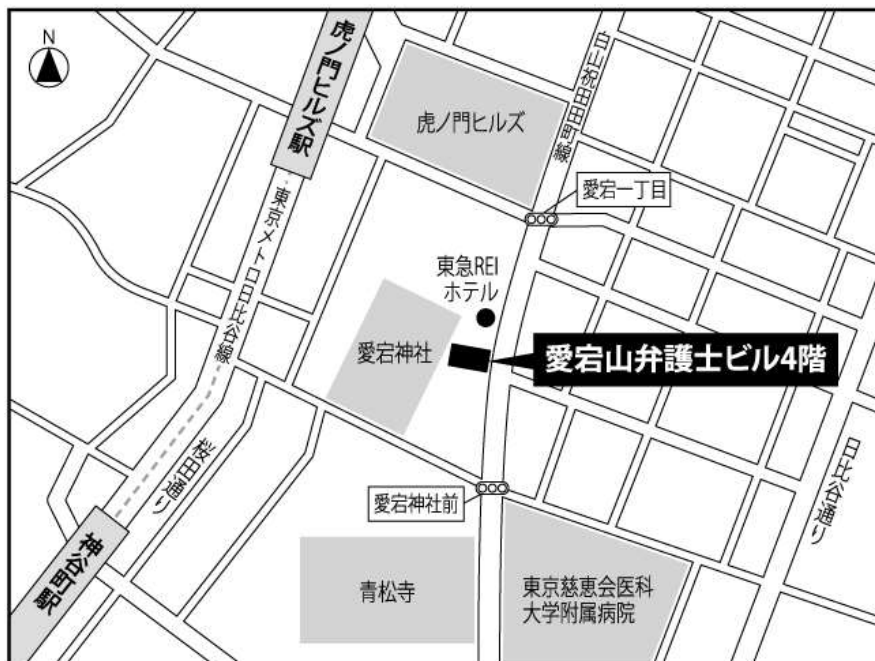 N
虎ノ門ヒルズ駅
白山祝田田町線
虎ノ門ヒルズ
愛宕一丁目
東京メトロ日比谷線
東急REI
ホテル
愛宕神社
愛宕山弁護士ビル4階
桜田通り
日比谷通り
愛宕神社前
神谷町駅
青松寺
東京慈恵会医科
大学附属病院